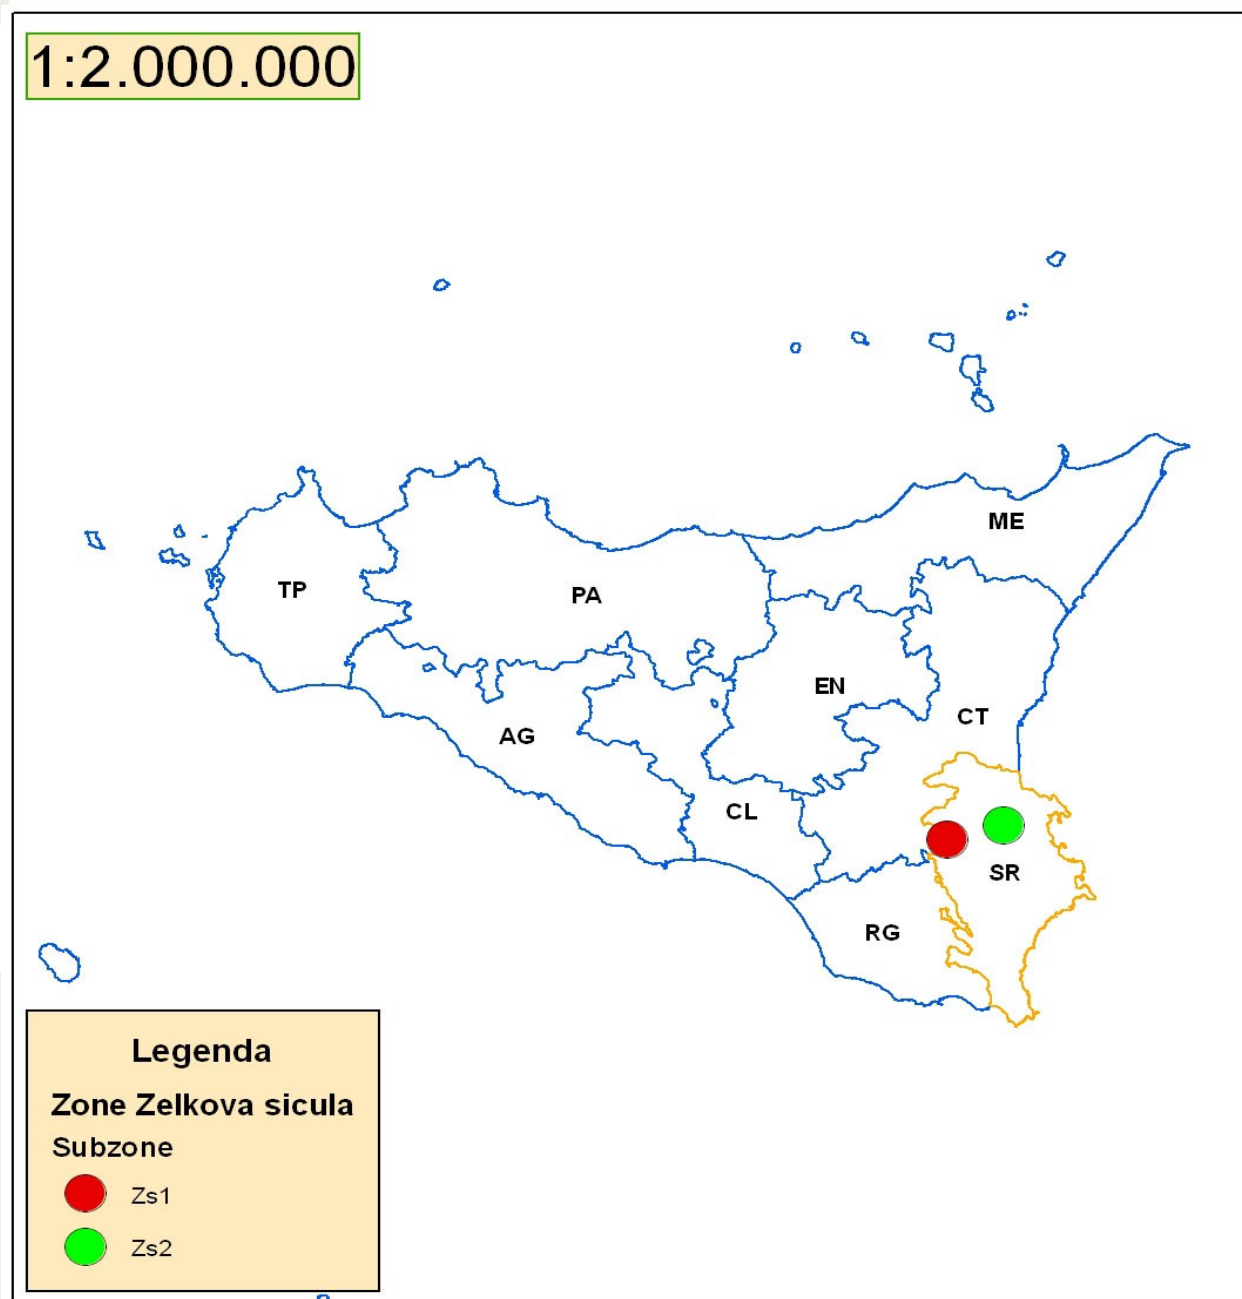 1:2.000.000
ME
TP
PA
EN
CT
AG
CL
SR
RG
Legenda
Zone Zelkova sicula
Subzone
Zs1
Zs2